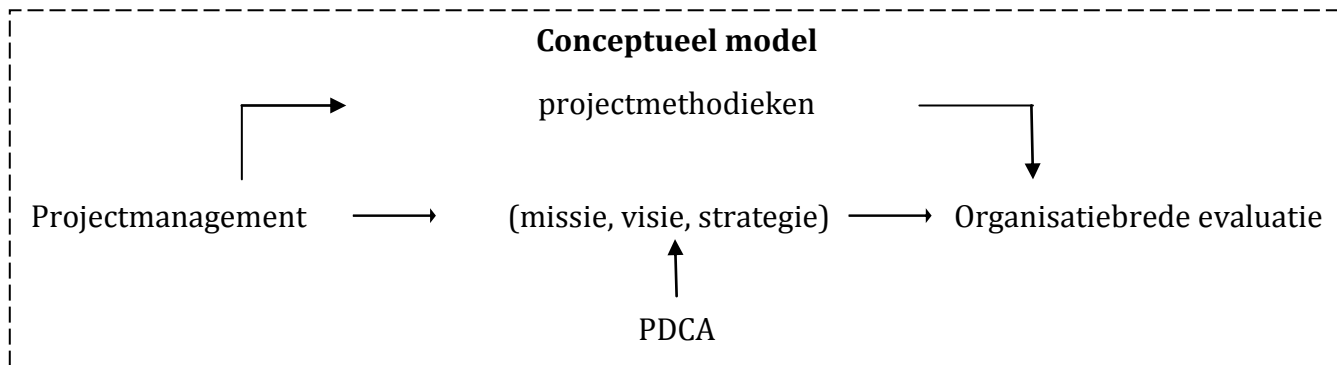 Conceptueel model
projectmethodieken
Projectmanagement (missie, visie, strategie) Organisatiebrede evaluatie
PDCA